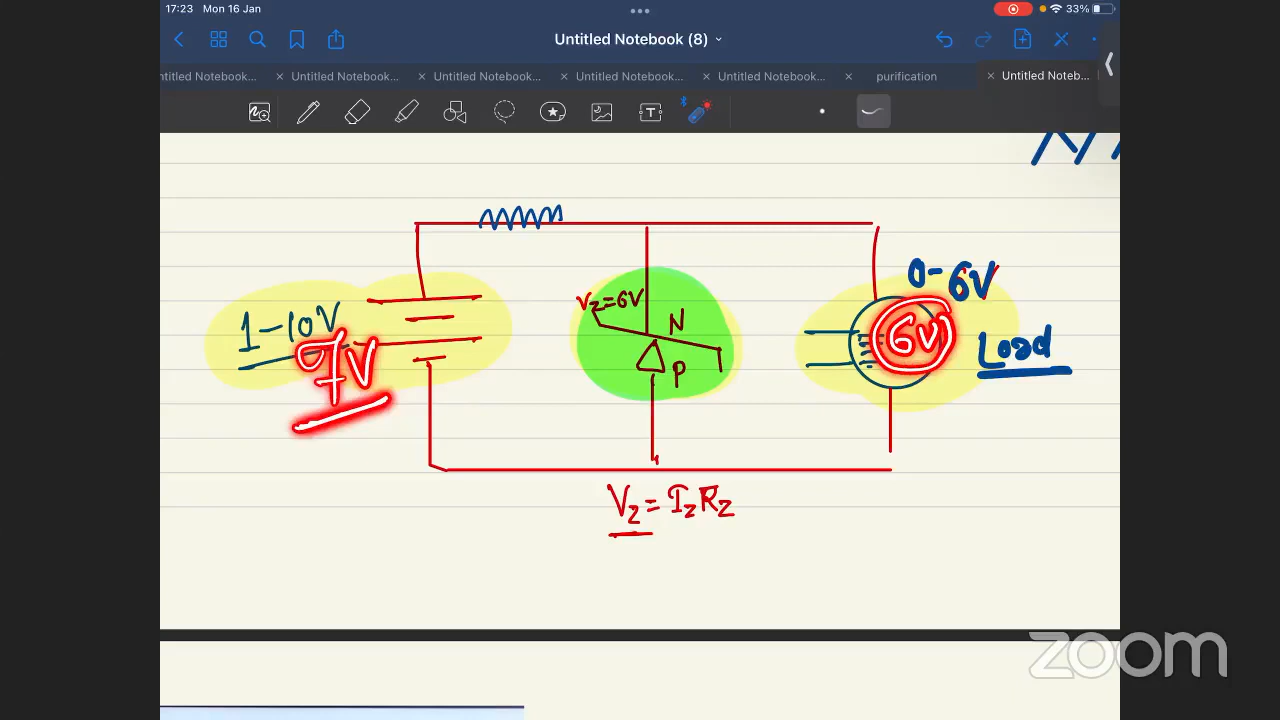 17:23 Mon 16 Jan
33%
Untitled Notebook (8)
ntitled Notebook...
Untitled Notebook...
Untitled Notebook...
Untitled Notebook...
Untitled Notebook...
purification
Untitled Noteb...
T
0-6V
Vz=6V
N
1-10V
9V
6V
Load
P
Vz = IzRz
zoom